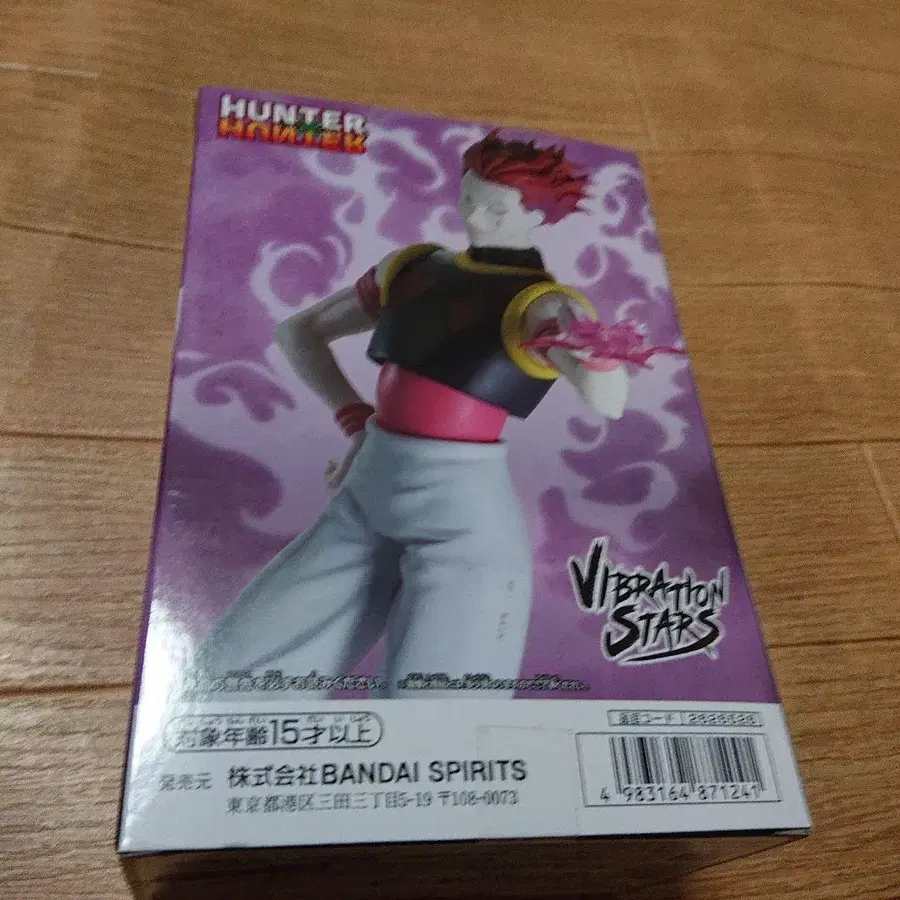 HUNTER
HUNTER
VIBRATION
STARS
対象年齢15才以上
発売元 株式会社BANDAI SPIRITS
東京都港区三田三丁目5-19 〒108-0073
4 983164 871241